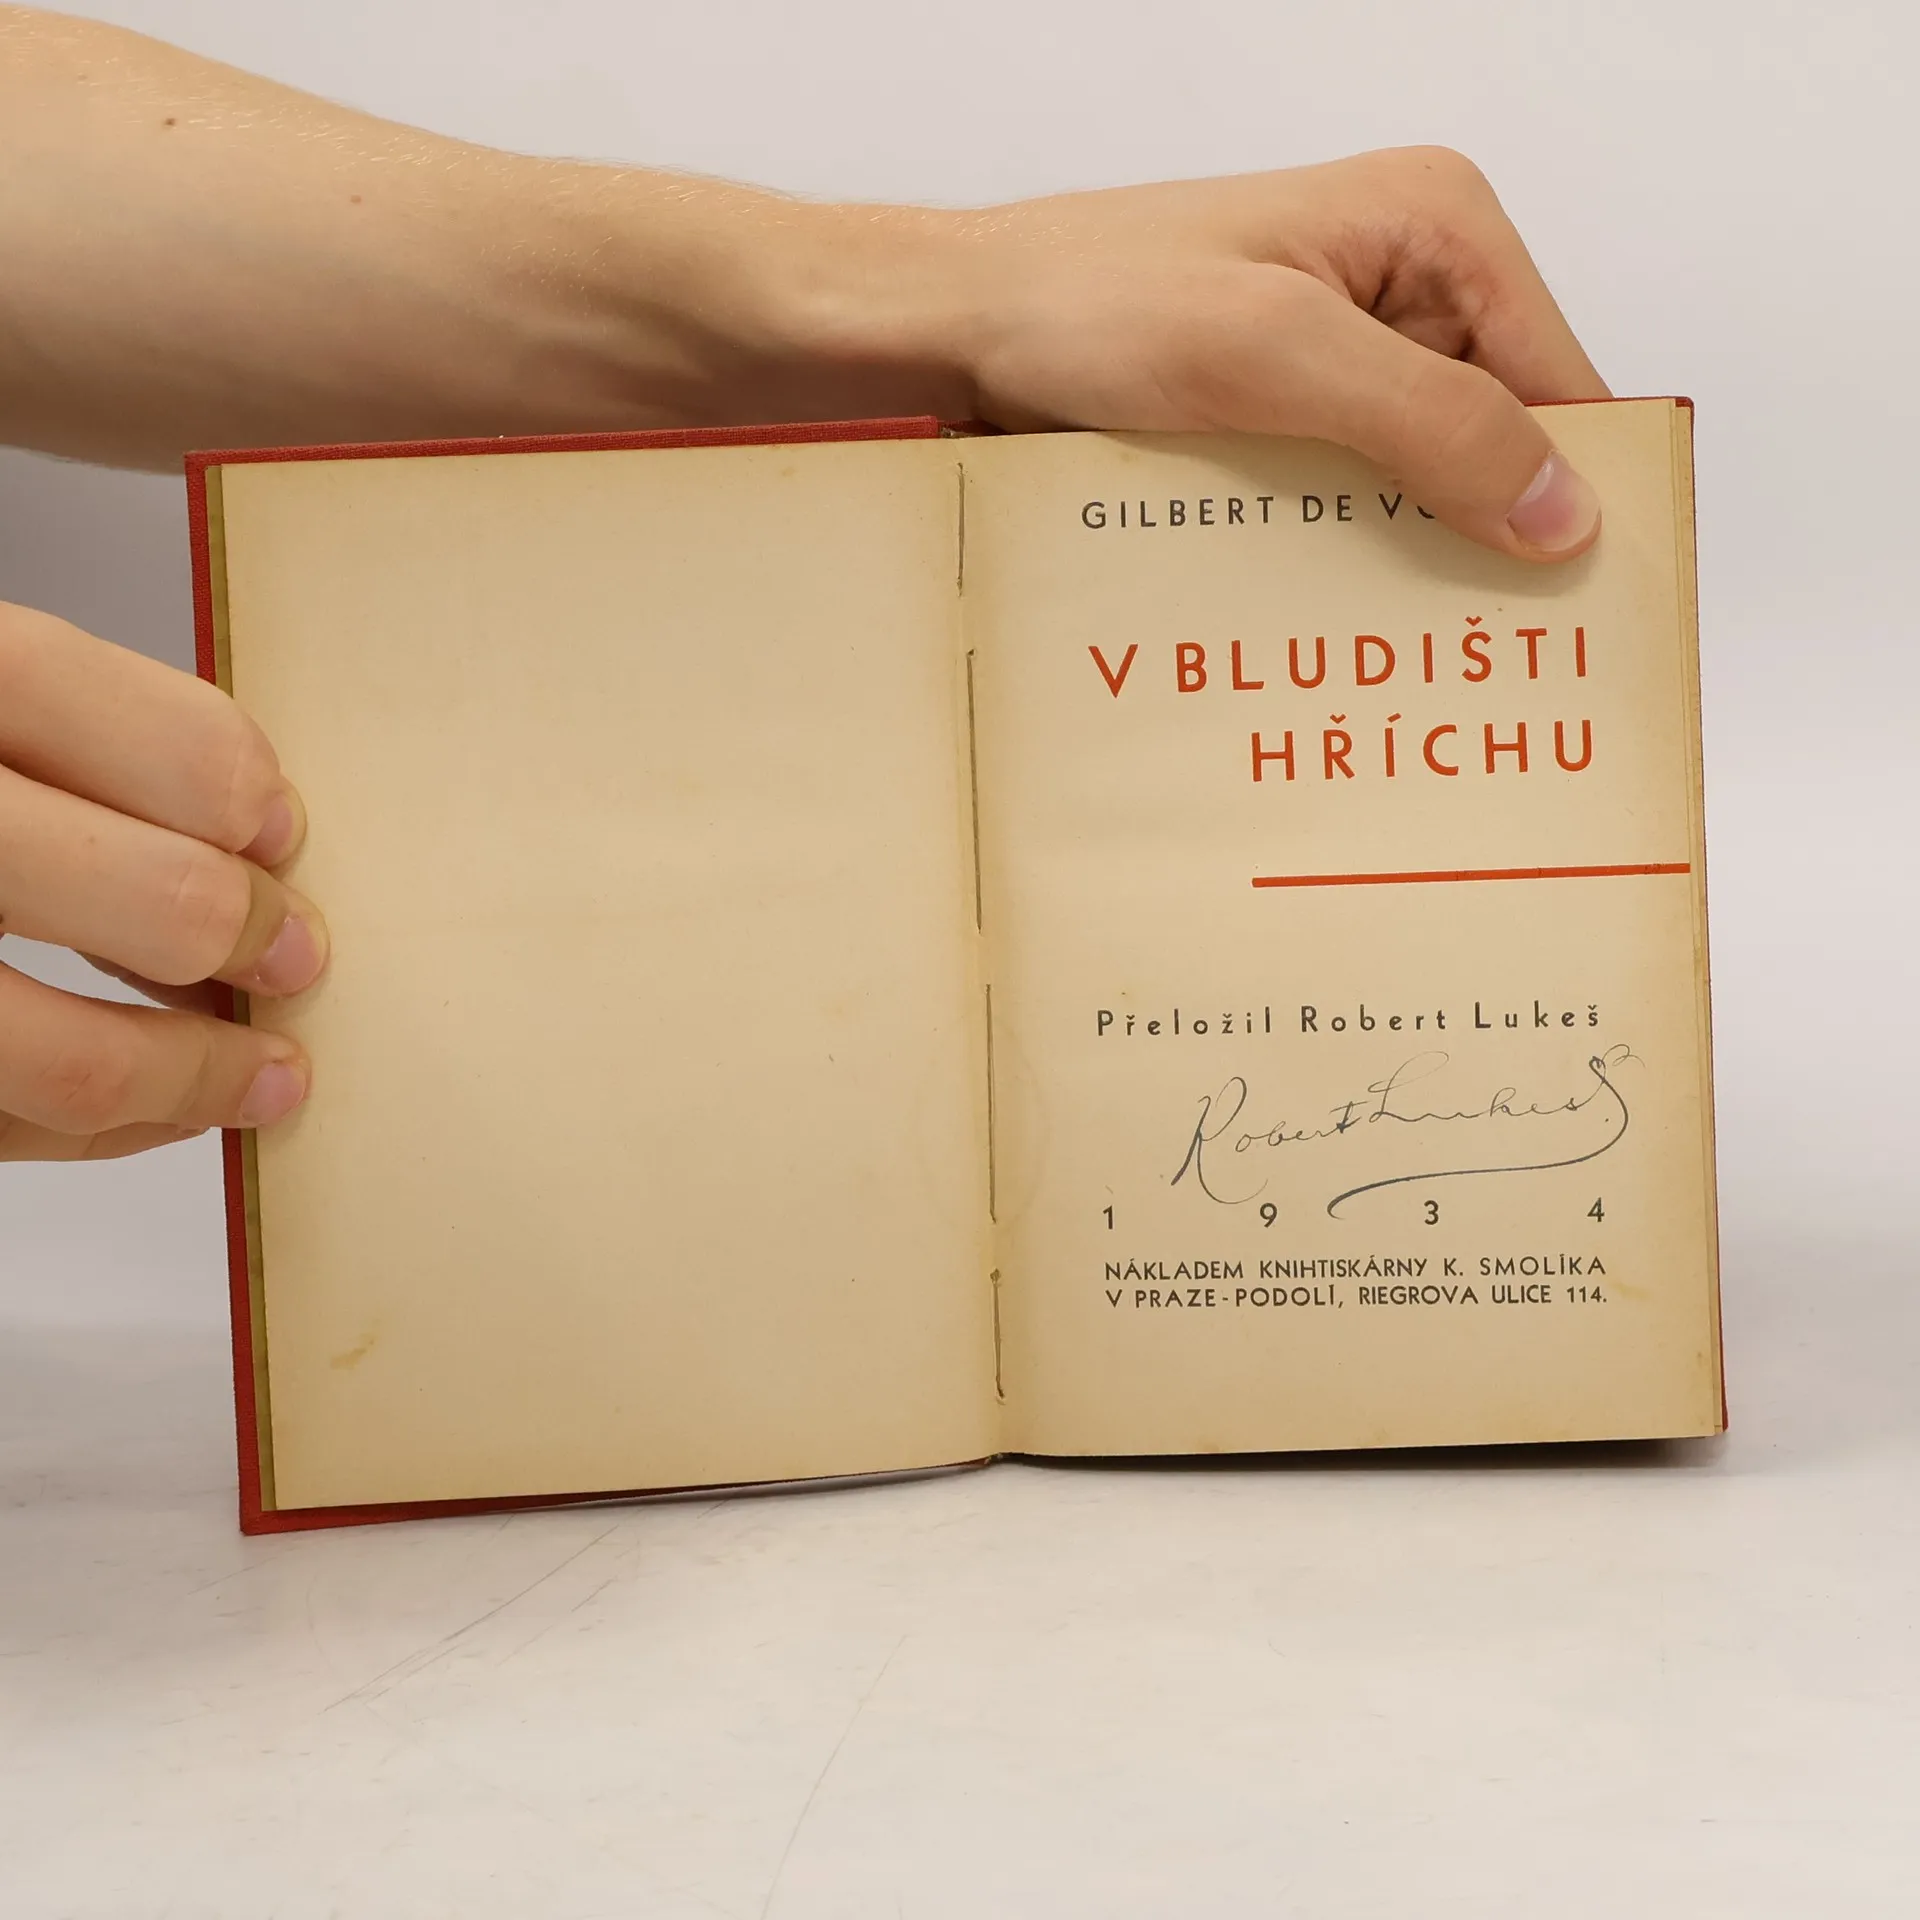 GILBERT DE
V BLUDIŠTI
HŘÍCHU
Přeložil Robert Lukeš
Robert Lukeš
1 9 3 4
NÁKLADEM KNIHTISKÁRNY K. SMOLÍKA
V PRAZE-PODOLÍ, RIEGROVA ULICE 114.